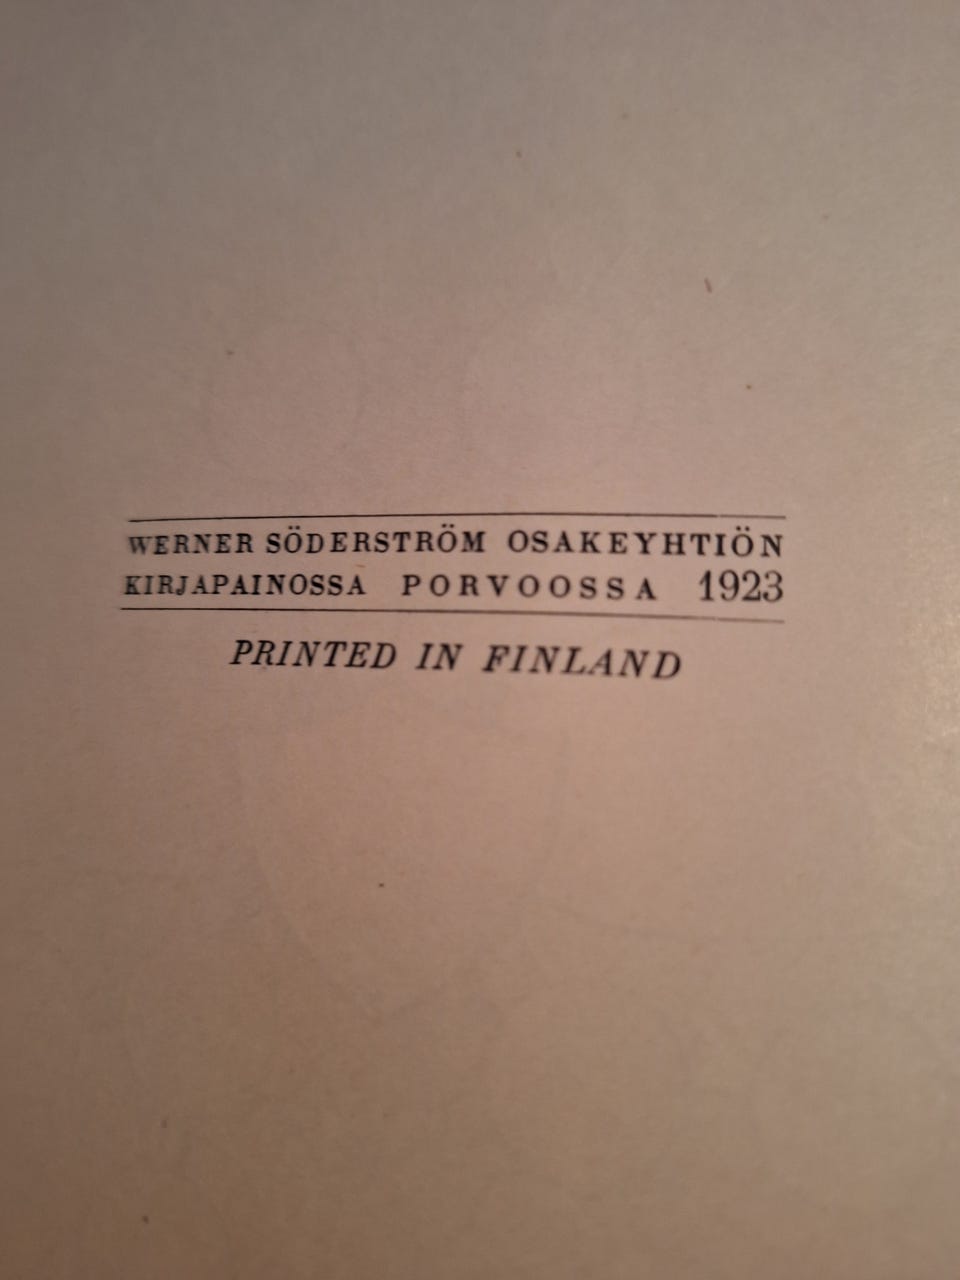 WERNER SÖDERSTRÖM OSAKEYHTIÖN
KIRJAPAINOSSA PORVOOSSA 1923
PRINTED IN FINLAND